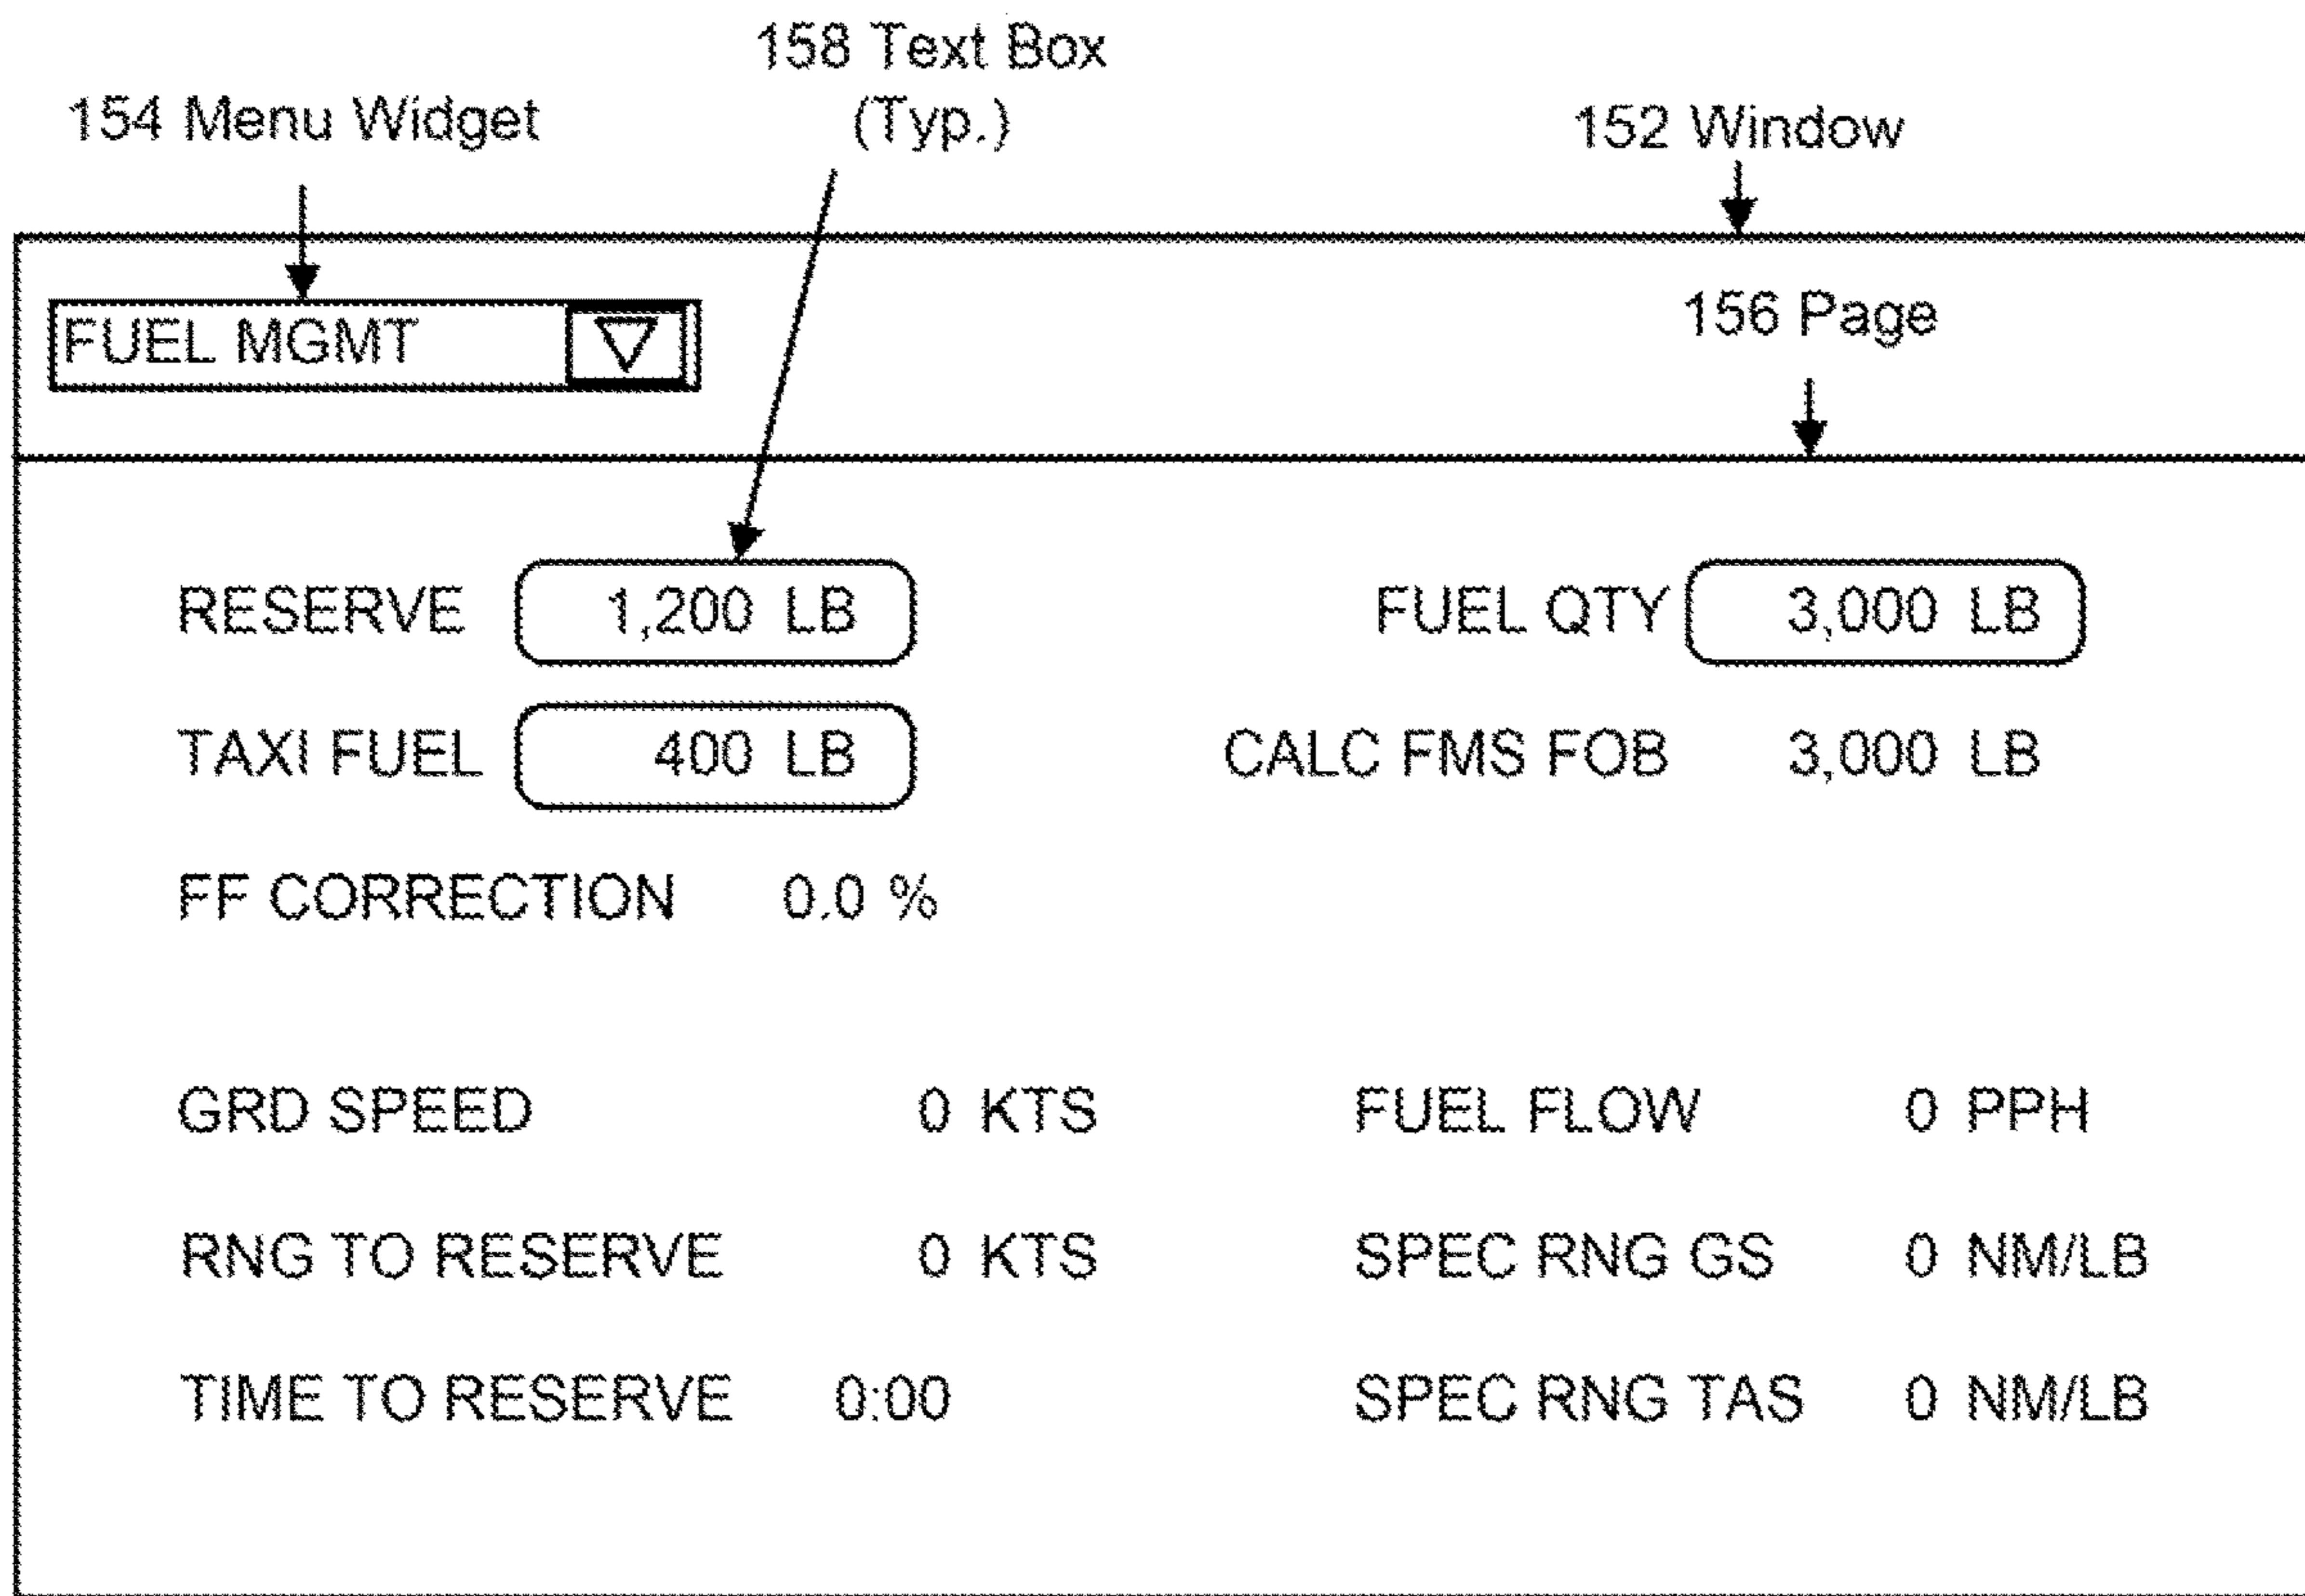 158 Text Box
(Typ.)
154 Menu Widget
152 Window
FUEL MGMT
156 Page
RESERVE 1,200 LB FUEL QTY 3,000 LB
TAXI FUEL 400 LB CALC FMS FOB 3,000 LB
FF CORRECTION 0.0 %
GRD SPEED 0 KTS FUEL FLOW 0 PPH
RNG TO RESERVE 0 KTS SPEC RNG GS 0 NM/LB
TIME TO RESERVE 0:00 SPEC RNG TAS 0 NM/LB